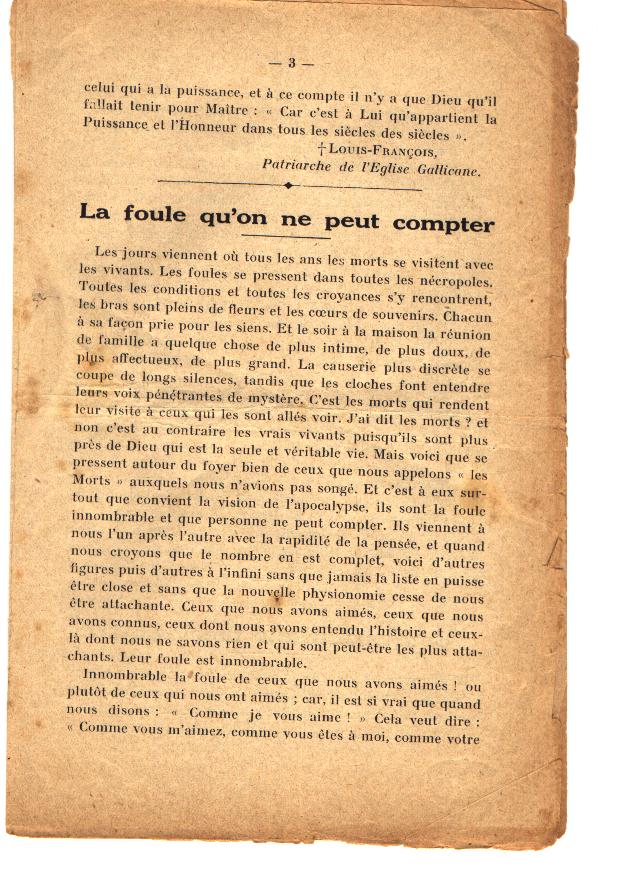 — 3 —
celui qui a la puissance, et à ce compte il n'y a que Dieu qu'il
fallait tenir pour Maître : « Car c'est à Lui qu'appartient la
Puissance et l'Honneur dans tous les siècles des siècles ».
† LOUIS-FRANÇOIS,
Patriarche de l'Eglise Gallicane.
La foule qu'on ne peut compter
Les jours viennent où tous les ans les morts se visitent avec
les vivants. Les foules se pressent dans toutes les nécropoles.
Toutes les conditions et toutes les croyances s'y rencontrent,
les bras sont pleins de fleurs et les cœurs de souvenirs. Chacun
à sa façon prie pour les siens. Et le soir à la maison la réunion
de famille a quelque chose de plus intime, de plus doux, de
plus affectueux, de plus grand. La causerie plus discrète se
coupe de longs silences, tandis que les cloches font entendre
leurs voix pénétrantes de mystère. C'est les morts qui rendent
leur visite à ceux qui les sont allés voir. J'ai dit les morts ? et
non c'est au contraire les vrais vivants puisqu'ils sont plus
près de Dieu qui est la seule et véritable vie. Mais voici que se
pressent autour du foyer bien de ceux que nous appelons « les
Morts » auxquels nous n'avions pas songé. Et c'est à eux sur-
tout que convient la vision de l'apocalypse, ils sont la foule
innombrable et que personne ne peut compter. Ils viennent à
nous l'un après l'autre avec la rapidité de la pensée, et quand
nous croyons que le nombre en est complet, voici d'autres
figures puis d'autres à l'infini sans que jamais la liste en puisse
être close et sans que la nouvelle physionomie cesse de nous
être attachante. Ceux que nous avons aimés, ceux que nous
avons connus, ceux dont nous avons entendu l'histoire et ceux-
là dont nous ne savons rien et qui sont peut-être les plus atta-
chants. Leur foule est innombrable.
Innombrable la foule de ceux que nous avons aimés ! ou
plutôt de ceux qui nous ont aimés ; car, il est si vrai que quand
nous disons : « Comme je vous aime ! » Cela veut dire :
« Comme vous m'aimez, comme vous êtes à moi, comme votre